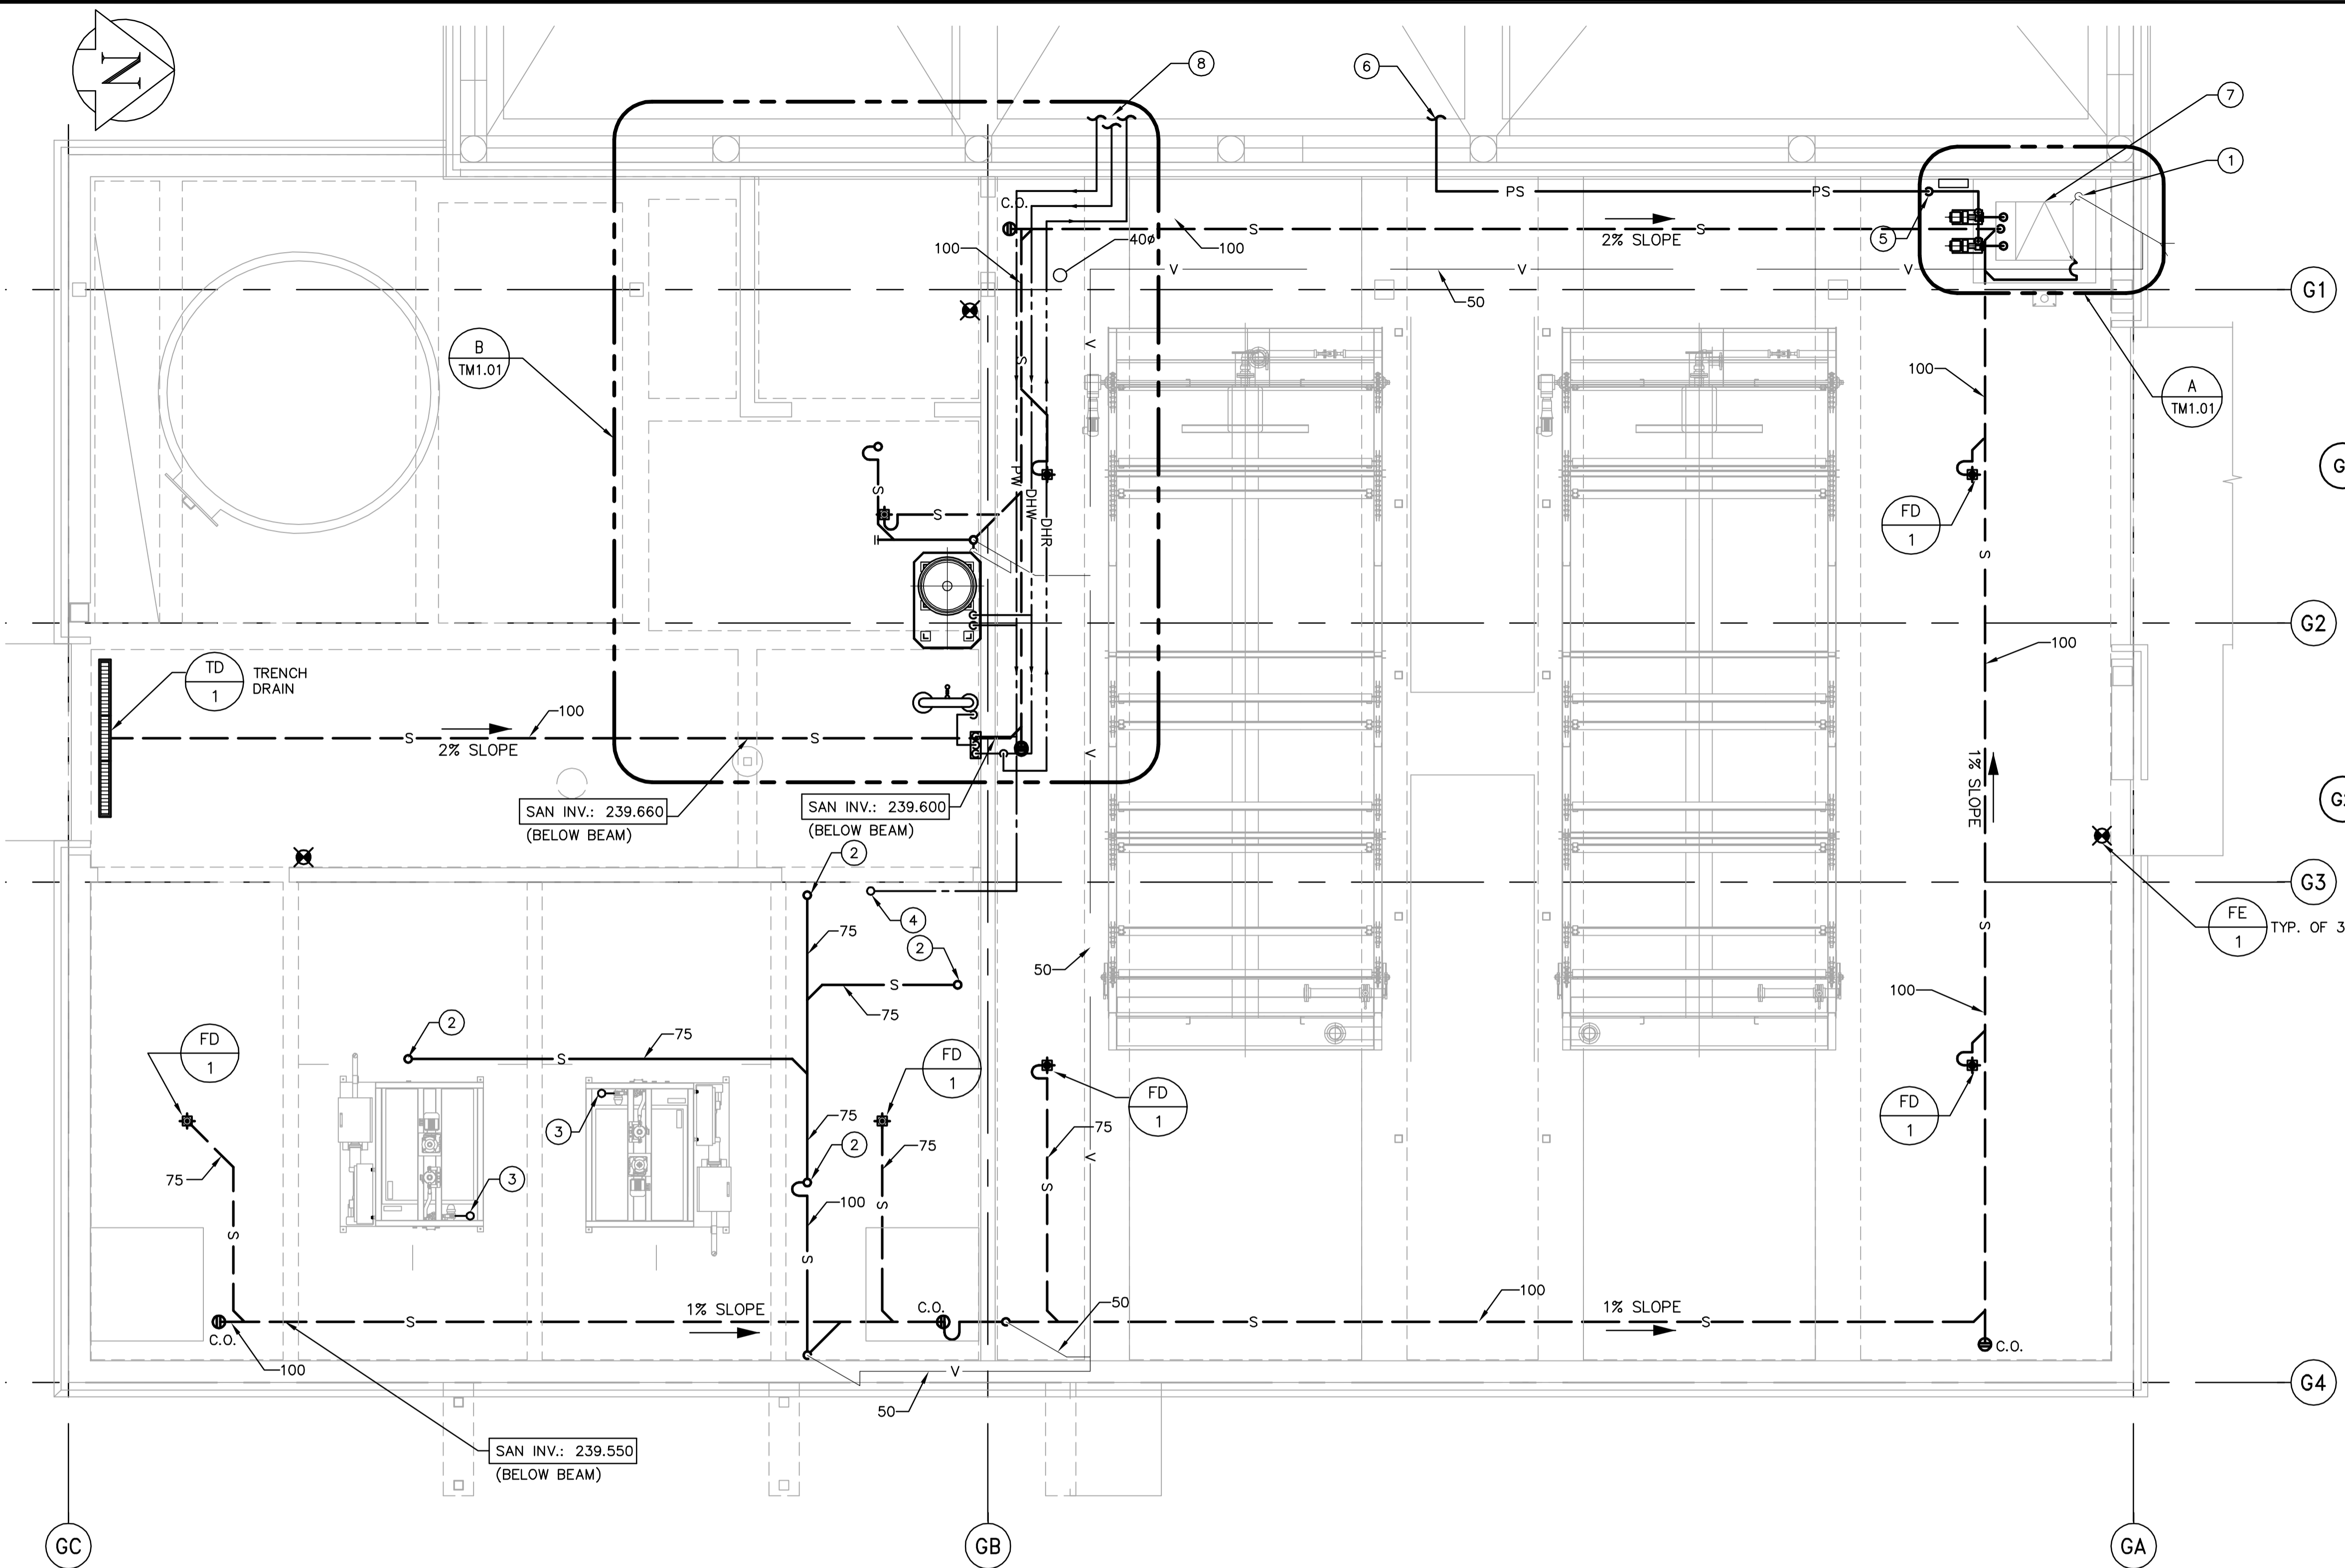 N
8
6
7
1
C.O.
PS
PS
100
40ø
100
2% SLOPE
S
S
5
V
V
V
50
G1
B
TM1.01
V
S
100
A
TM1.01
G
S
S
PW
DHW
DHR
FD
1
S
100
G2
TD
1
TRENCH
DRAIN
100
S
2% SLOPE
S
V
1% SLOPE
G
SAN INV.: 239.660
(BELOW BEAM)
SAN INV.: 239.600
(BELOW BEAM)
2
G3
4
75
2
FE
1
TYP. OF 3
S
50
S
75
100
2
75
S
FD
1
FD
1
FD
1
FD
1
3
75
75
75
2
V
75
3
100
S
S
S
S
1% SLOPE
C.O.
50
100
1% SLOPE
S
S
S
C.O.
C.O.
100
V
50
G4
SAN INV.: 239.550
(BELOW BEAM)
GC
GB
GA